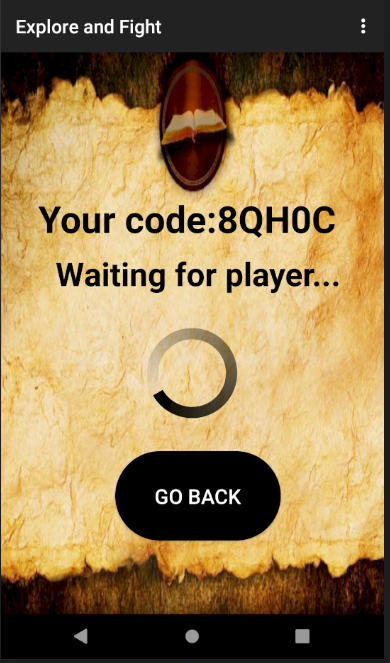 Explore and Fight
Your code:8QH0C
Waiting for player...
GO BACK